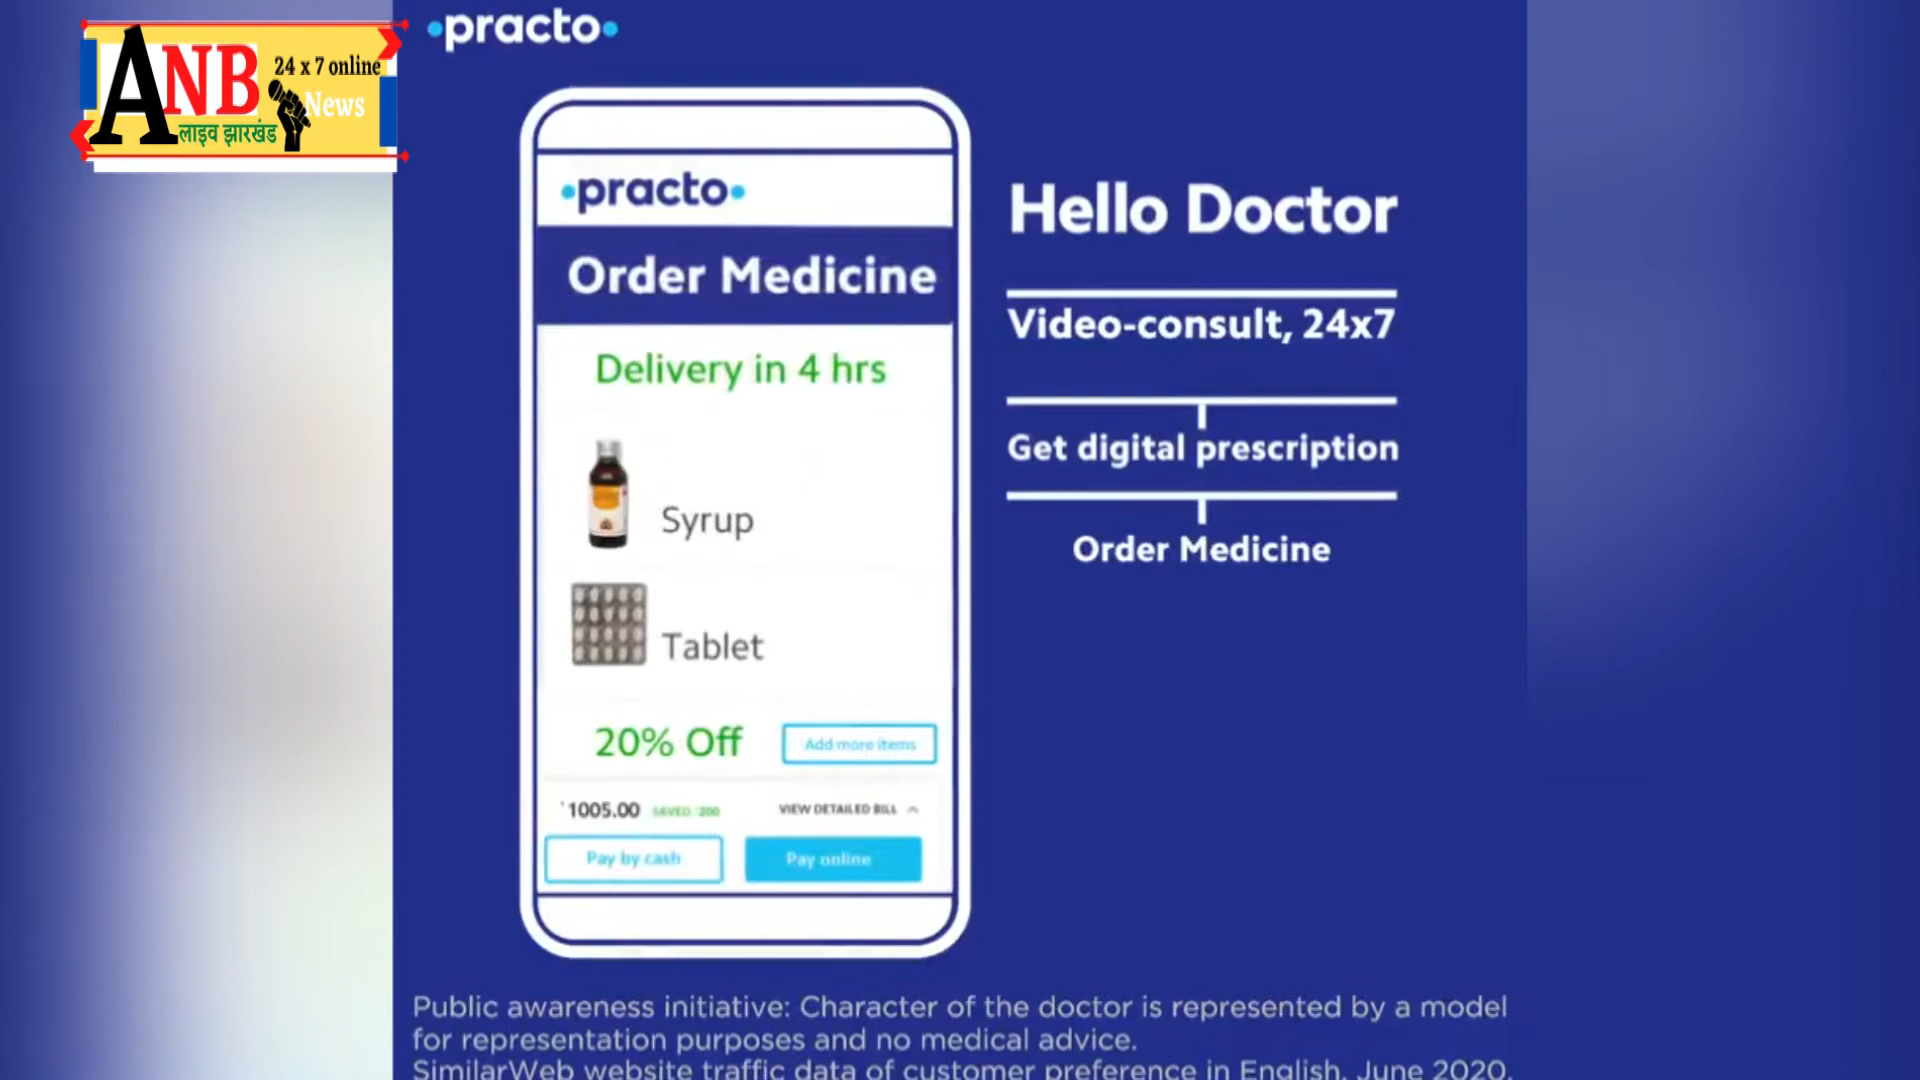 ANB
24 x 7 online
News
लाइव झारखंड
practo
practo
Order Medicine
Delivery in 4 hrs
Syrup
Tablet
20% Off
Add more items
1005.00 SAVED 200
VIEW DETAILED BILL
Pay by cash
Pay online
Hello Doctor
Video-consult, 24x7
Get digital prescription
Order Medicine
Public awareness initiative: Character of the doctor is represented by a model
for representation purposes and no medical advice.
SimilarWeb website traffic data of customer preference in English, June 2020.